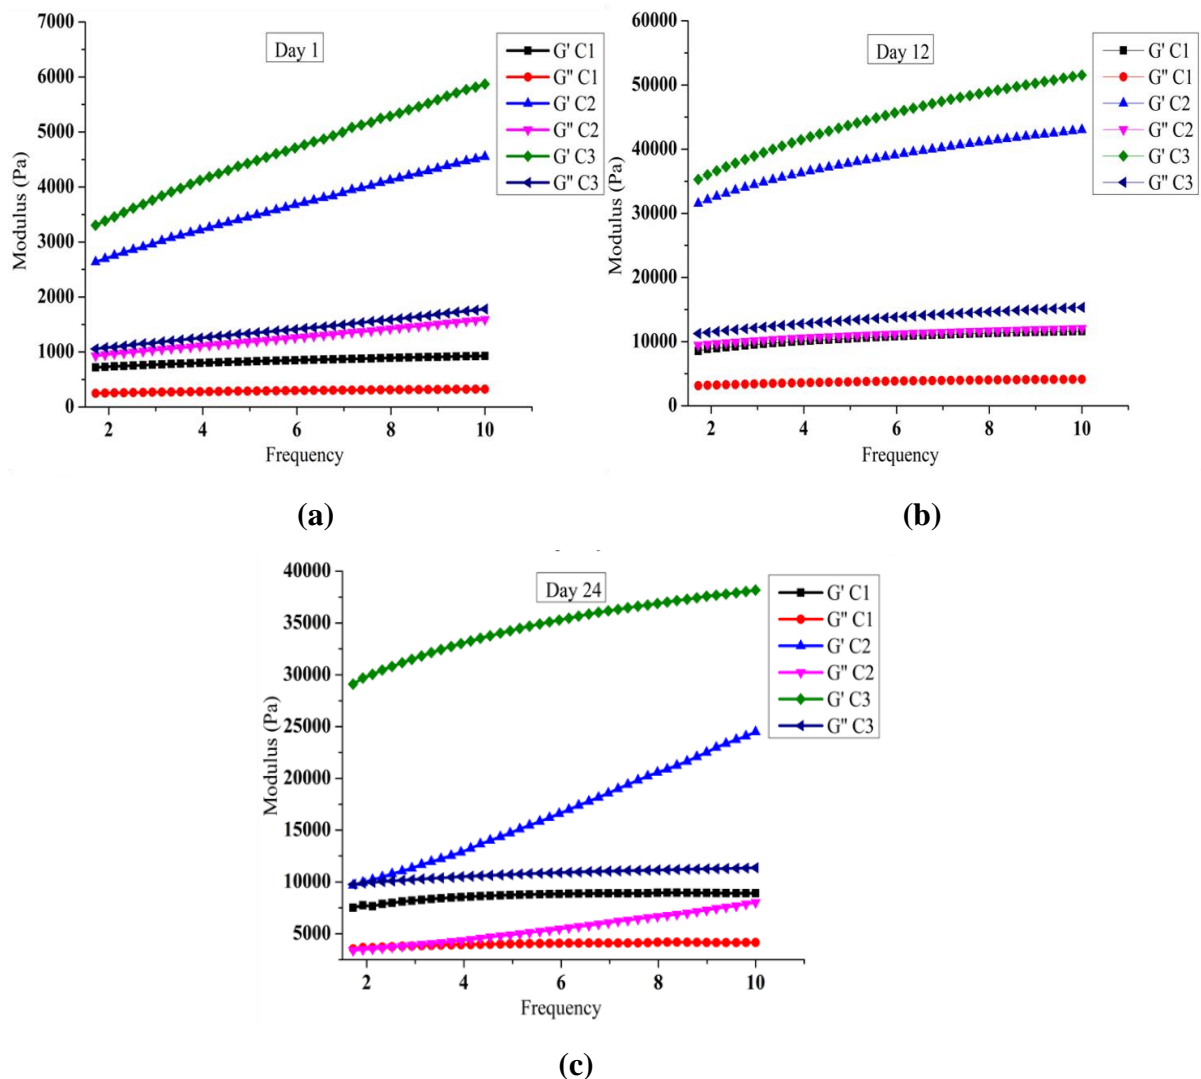 Day 1
G' C1
G" C1
G' C2
G" C2
G' C3
G" C3
7000
6000
5000
4000
3000
2000
1000
0
Modulus (Pa)
2 4 6 8 10
Frequency
(a)
Day 12
G' C1
G" C1
G' C2
G" C2
G' C3
G" C3
60000
50000
40000
30000
20000
10000
0
Modulus (Pa)
2 4 6 8 10
Frequency
(b)
Day 24
G' C1
G" C1
G' C2
G" C2
G' C3
G" C3
40000
35000
30000
25000
20000
15000
10000
5000
Modulus (Pa)
2 4 6 8 10
Frequency
(c)